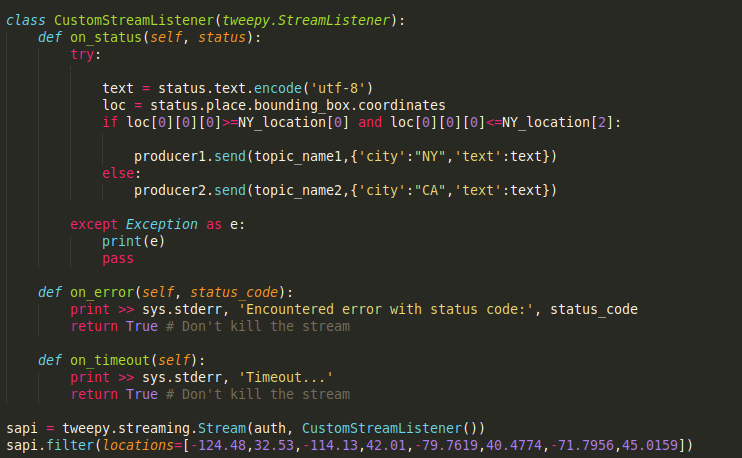 class CustomStreamListener(tweepy.StreamListener):
    def on_status(self, status):
        try:

            text = status.text.encode('utf-8')
            loc = status.place.bounding_box.coordinates
            if loc[0][0][0]>=NY_location[0] and loc[0][0][0]<=NY_location[2]:

                producer1.send(topic_name1,{'city':"NY",'text':text})
            else:
                producer2.send(topic_name2,{'city':"CA",'text':text})

        except Exception as e:
            print(e)
            pass

    def on_error(self, status_code):
        print >> sys.stderr, 'Encountered error with status code:', status_code
        return True # Don't kill the stream

    def on_timeout(self):
        print >> sys.stderr, 'Timeout...'
        return True # Don't kill the stream

sapi = tweepy.streaming.Stream(auth, CustomStreamListener())
sapi.filter(locations=[-124.48,32.53,-114.13,42.01,-79.7619,40.4774,-71.7956,45.0159])